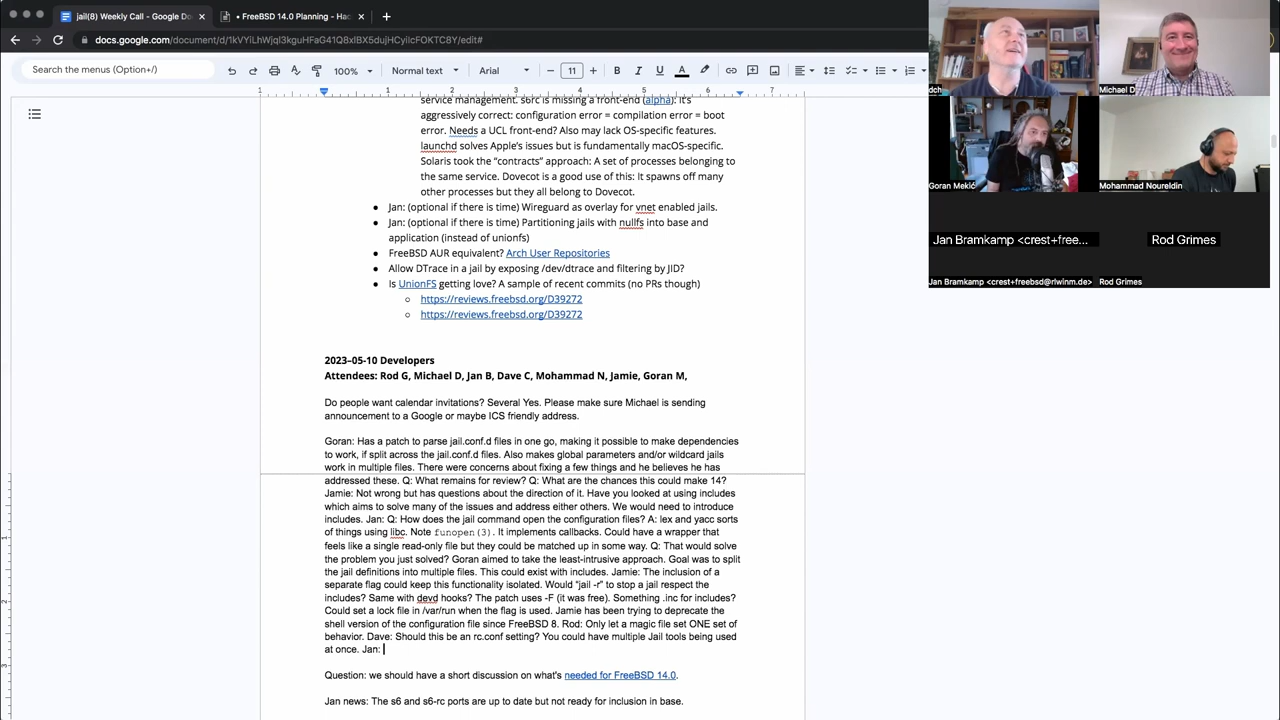 jail(8) Weekly Call - Google Do
• FreeBSD 14.0 Planning - Hac
docs.google.com/document/d/1kVYiLhWjql3kguHFaG41Q8xlBX5dujHCyilcFOKTC8Y/edit#
Search the menus (Option+/)
100%
Normal text
Arial
11
service management. s6rc is missing a front-end (alpha): It's
aggressively correct: configuration error = compilation error = boot
error. Needs a UCL front-end? Also may lack OS-specific features.
launchd solves Apple's issues but is fundamentally macOS-specific.
Solaris took the “contracts” approach: A set of processes belonging to
the same service. Dovecot is a good use of this: It spawns off many
other processes but they all belong to Dovecot.
● Jan: (optional if there is time) Wireguard as overlay for vnet enabled jails.
● Jan: (optional if there is time) Partitioning jails with nullfs into base and
application (instead of unionfs)
● FreeBSD AUR equivalent? Arch User Repositories
● Allow DTrace in a jail by exposing /dev/dtrace and filtering by JID?
● Is UnionFS getting love? A sample of recent commits (no PRs though)
○ https://reviews.freebsd.org/D39272
○ https://reviews.freebsd.org/D39272
2023–05-10 Developers
Attendees: Rod G, Michael D, Jan B, Dave C, Mohammad N, Jamie, Goran M,
Do people want calendar invitations? Several Yes. Please make sure Michael is sending
announcement to a Google or maybe ICS friendly address.
Goran: Has a patch to parse jail.conf.d files in one go, making it possible to make dependencies
to work, if split across the jail.conf.d files. Also makes global parameters and/or wildcard jails
work in multiple files. There were concerns about fixing a few things and he believes he has
addressed these. Q: What remains for review? Q: What are the chances this could make 14?
Jamie: Not wrong but has questions about the direction of it. Have you looked at using includes
which aims to solve many of the issues and address either others. We would need to introduce
includes. Jan: Q: How does the jail command open the configuration files? A: lex and yacc sorts
of things using libc. Note funopen(3). It implements callbacks. Could have a wrapper that
feels like a single read-only file but they could be matched up in some way. Q: That would solve
the problem you just solved? Goran aimed to take the least-intrusive approach. Goal was to split
the jail definitions into multiple files. This could exist with includes. Jamie: The inclusion of a
separate flag could keep this functionality isolated. Would “jail -r” to stop a jail respect the
includes? Same with devd hooks? The patch uses -F (it was free). Something .inc for includes?
Could set a lock file in /var/run when the flag is used. Jamie has been trying to deprecate the
shell version of the configuration file since FreeBSD 8. Rod: Only let a magic file set ONE set of
behavior. Dave: Should this be an rc.conf setting? You could have multiple Jail tools being used
at once. Jan:
Question: we should have a short discussion on what's needed for FreeBSD 14.0.
Jan news: The s6 and s6-rc ports are up to date but not ready for inclusion in base.
dch
Michael D
Goran Mekić
Mohammad Noureldin
Jan Bramkamp <crest+free...
Rod Grimes
Jan Bramkamp <crest+freebsd@rlwinm.de>
Rod Grimes